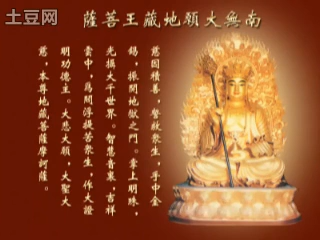 土豆网
南無大願地藏王菩薩
慈因積善，誓救衆生，手中金
錫，振開地獄之門。掌上明珠，
光攝大千世界。智慧音裏，吉祥
雲中，爲閻浮提苦衆生，作大證
明功德主。大悲大願，大聖大
慈，本尊地藏菩薩摩訶薩。